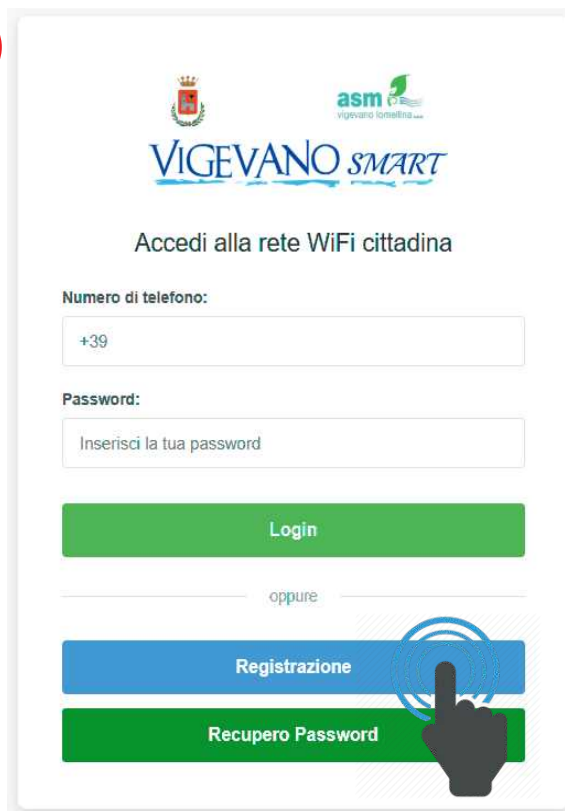 asm
vigevano lomellina
VIGEVANO SMART
Accedi alla rete WiFi cittadina
Numero di telefono:
+39
Password:
Inserisci la tua password
Login
oppure
Registrazione
Recupero Password